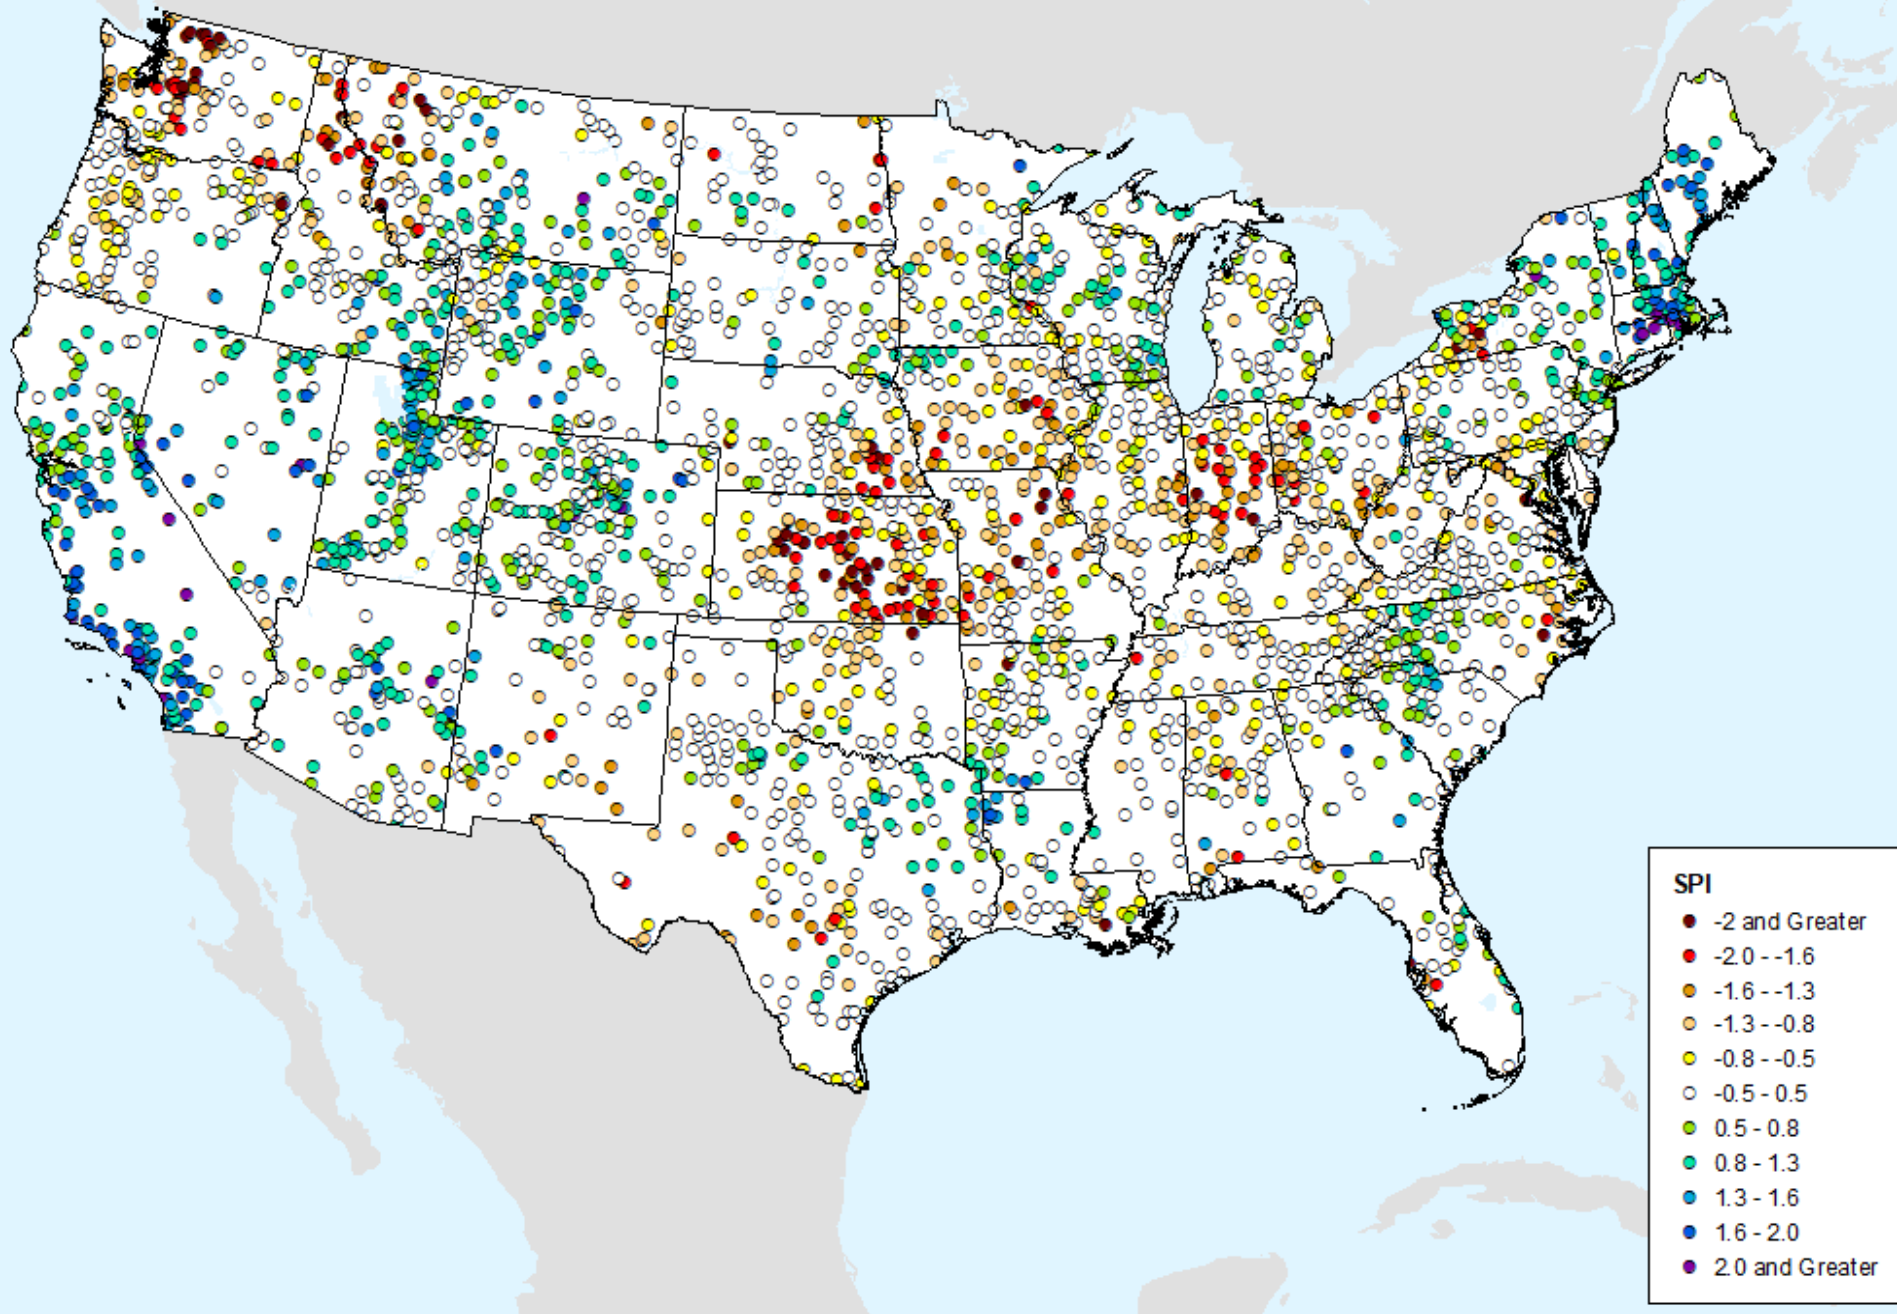 SPI
-2 and Greater
-2.0 - -1.6
-1.6 - -1.3
-1.3 - -0.8
-0.8 - -0.5
-0.5 - 0.5
0.5 - 0.8
0.8 - 1.3
1.3 - 1.6
1.6 - 2.0
2.0 and Greater